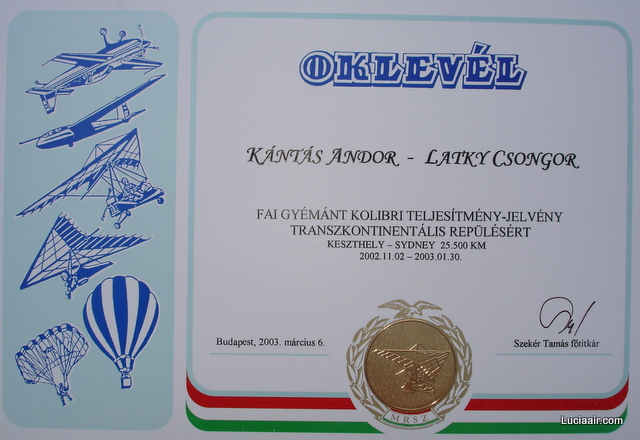 OKLEVÉL
KÁNTÁS ANDOR - LATKY CSONGOR
FAI GYÉMÁNT KOLIBRI TELJESÍTMÉNY-JELVÉNY
TRANSZKONTINENTÁLIS REPÜLÉSÉRT
KESZTHELY – SYDNEY 25.500 KM
2002.11.02 – 2003.01.30.
Budapest, 2003. március 6.
Szekér Tamás főtitkár
MRSZ
Luciaair.com